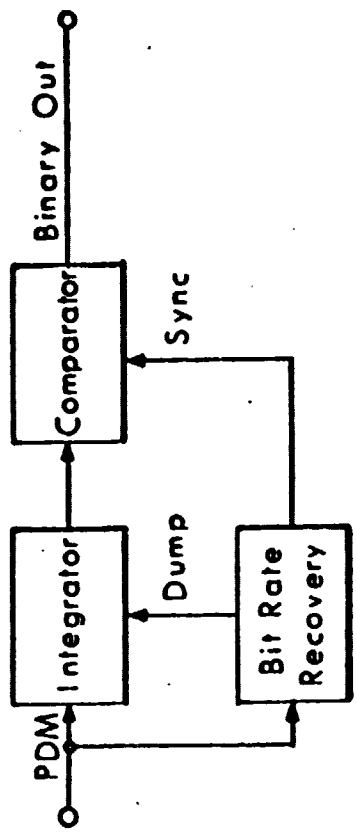 PDM
Integrator
Comparator
Binary Out
Dump
Sync
Bit Rate
Recovery